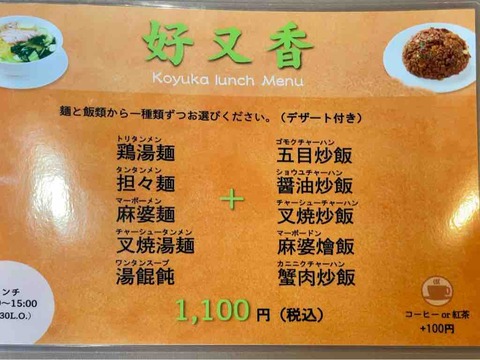 好又香
Koyuka lunch Menu
麺と飯類から一種類ずつお選びください。(デザート付き)
トリタンメン
鶏湯麺
タンタンメン
担々麺
マーボーメン
麻婆麺
チャーシュータンメン
叉焼湯麺
ワンタンスープ
湯餛飩
+
ゴモクチャーハン
五目炒飯
ショウユチャーハン
醤油炒飯
チャーシューチャーハン
叉焼炒飯
マーボードン
麻婆燴飯
カニニクチャーハン
蟹肉炒飯
1,100円(税込)
ンチ
〜15:00
30L.O.)
コーヒー or 紅茶
+100円